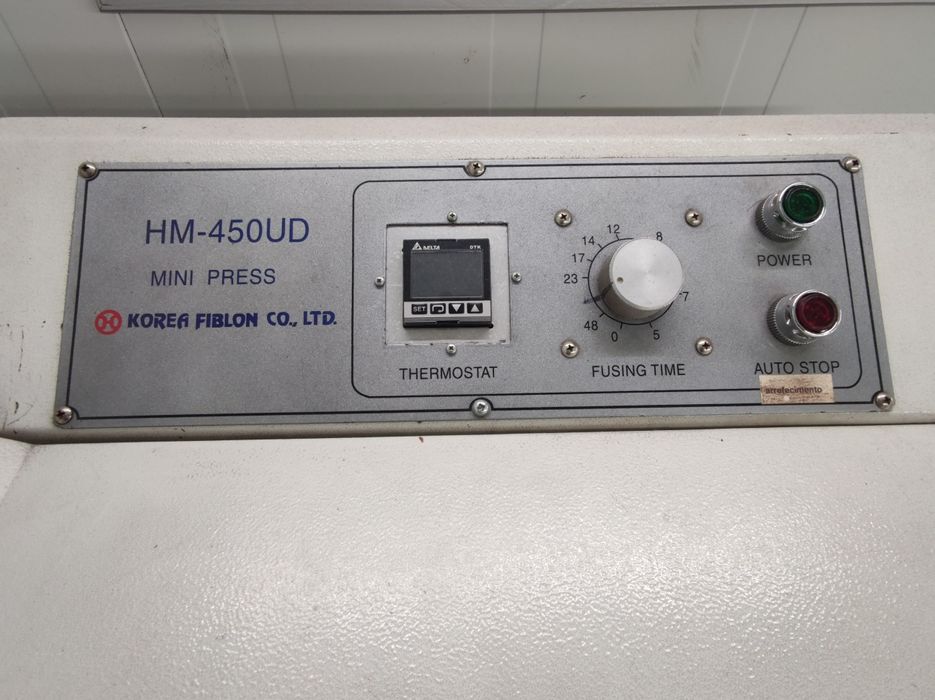 HM-450UD
MINI PRESS
KOREA FIBLON CO., LTD.
DELTA DTK
SET
THERMOSTAT
8
12
14
17
23
48
0
5
7
FUSING TIME
POWER
AUTO STOP
arrefecimento